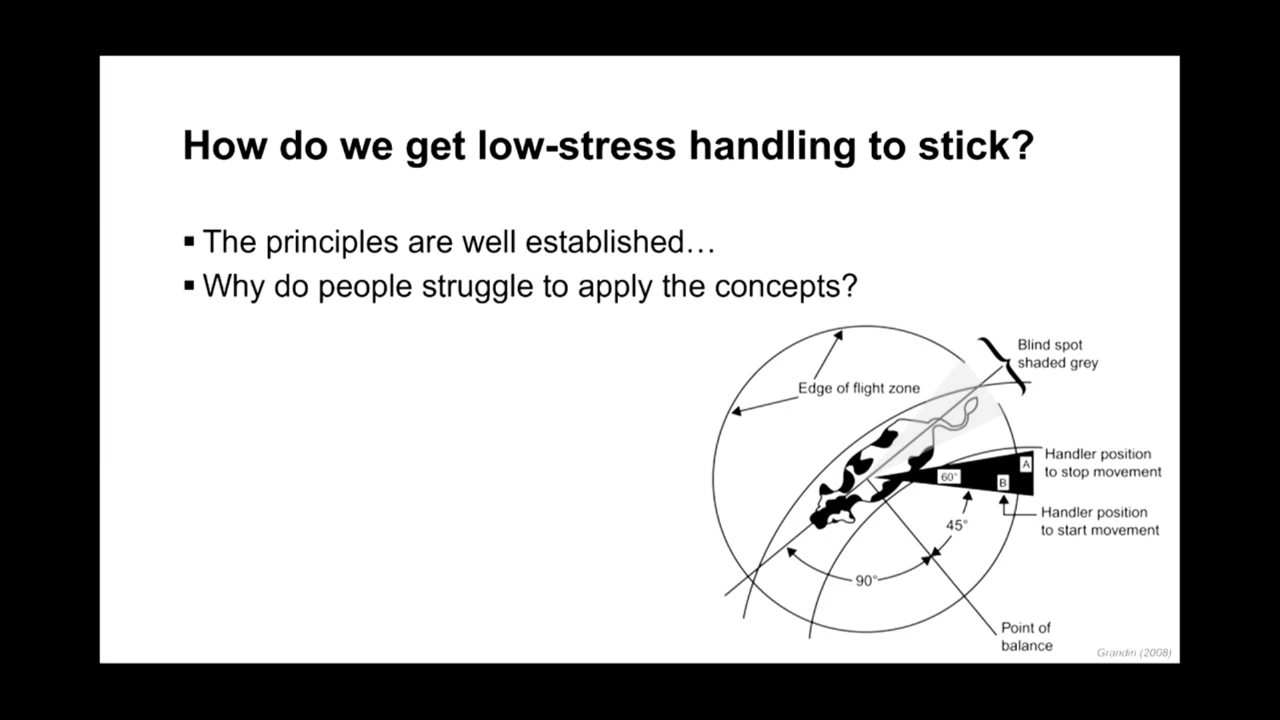 How do we get low-stress handling to stick?
▪ The principles are well established…
▪ Why do people struggle to apply the concepts?
Blind spot
shaded grey
Edge of flight zone
Handler position
to stop movement
A
60°
B
Handler position
to start movement
45°
90°
Point of
balance
Grandin (2008)